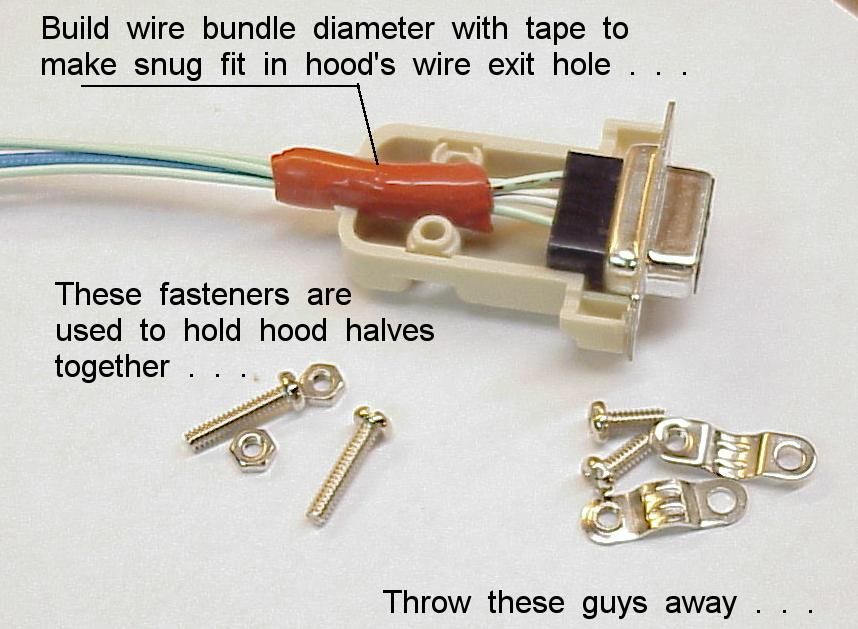 Build wire bundle diameter with tape to
make snug fit in hood's wire exit hole . . .
These fasteners are
used to hold hood halves
together . . .
Throw these guys away . . .